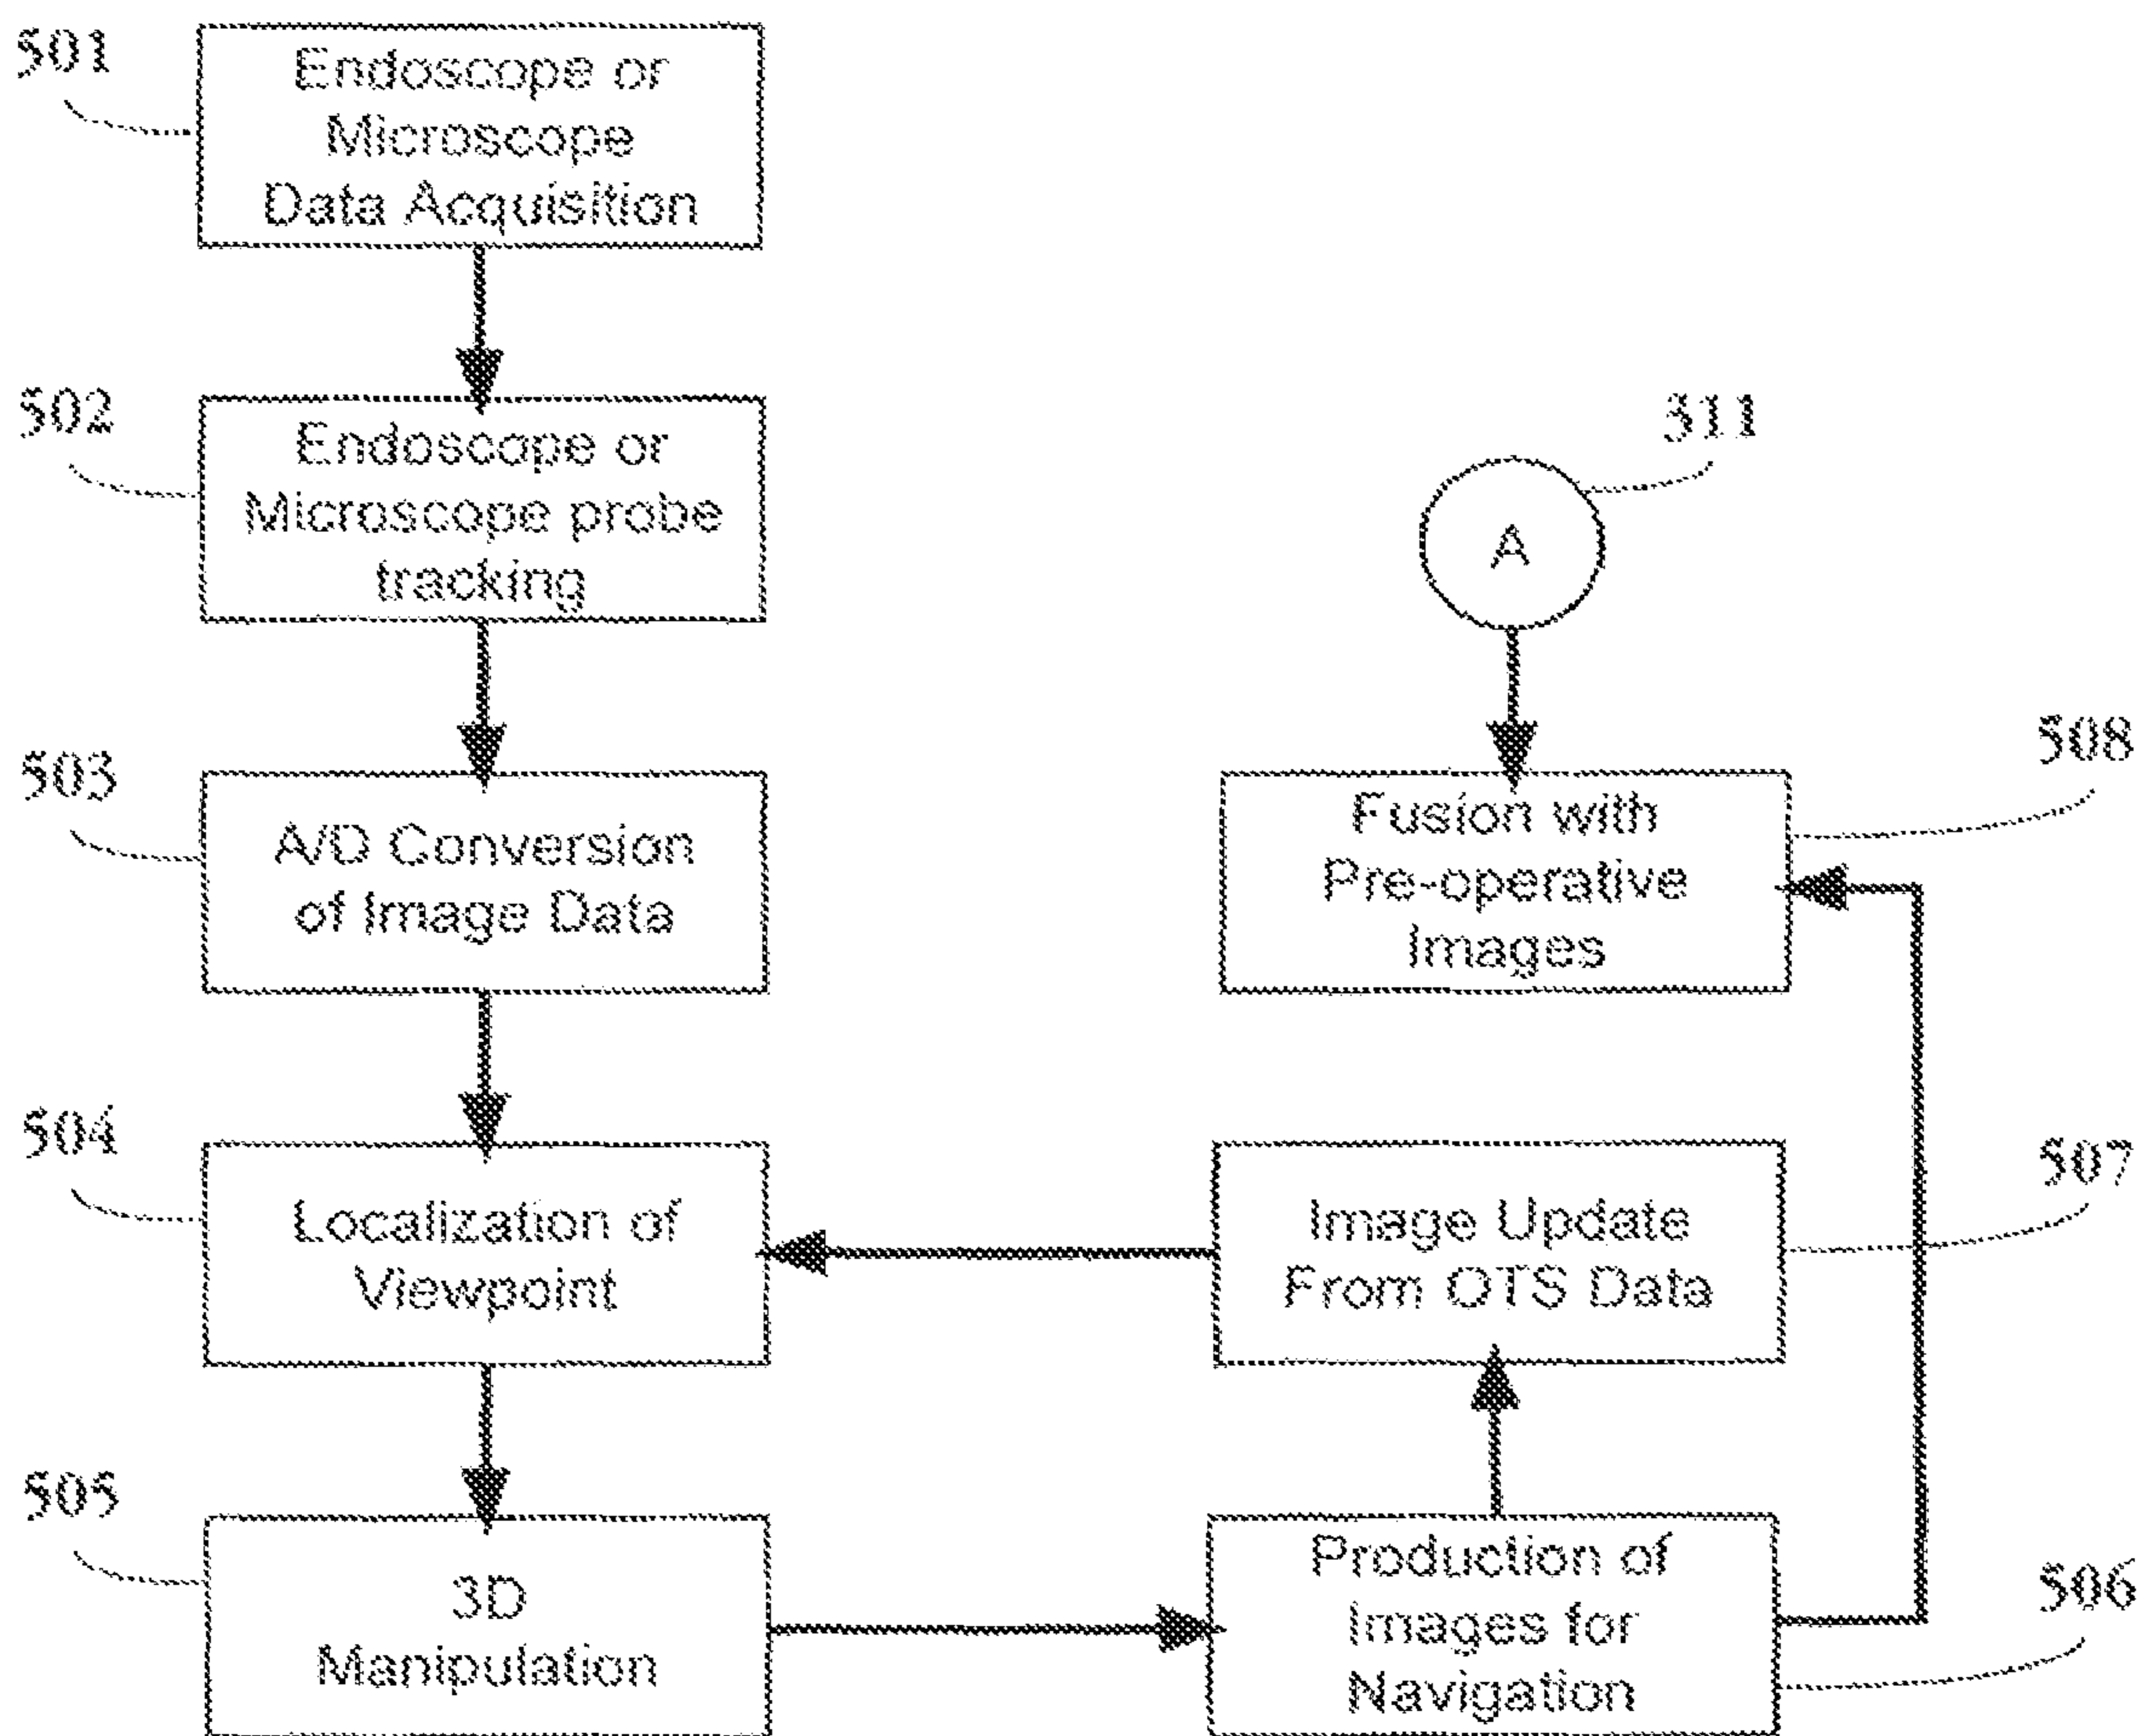 501
Endoscope or
Microscope
Data Acquisition
502
Endoscope or
Microscope probe
tracking
503
A/D Conversion
of Image Data
504
Localization of
Viewpoint
505
3D
Manipulation
311
A
508
Fusion with
Pre-operative
Images
507
Image Update
From OTS Data
506
Production of
Images for
Navigation